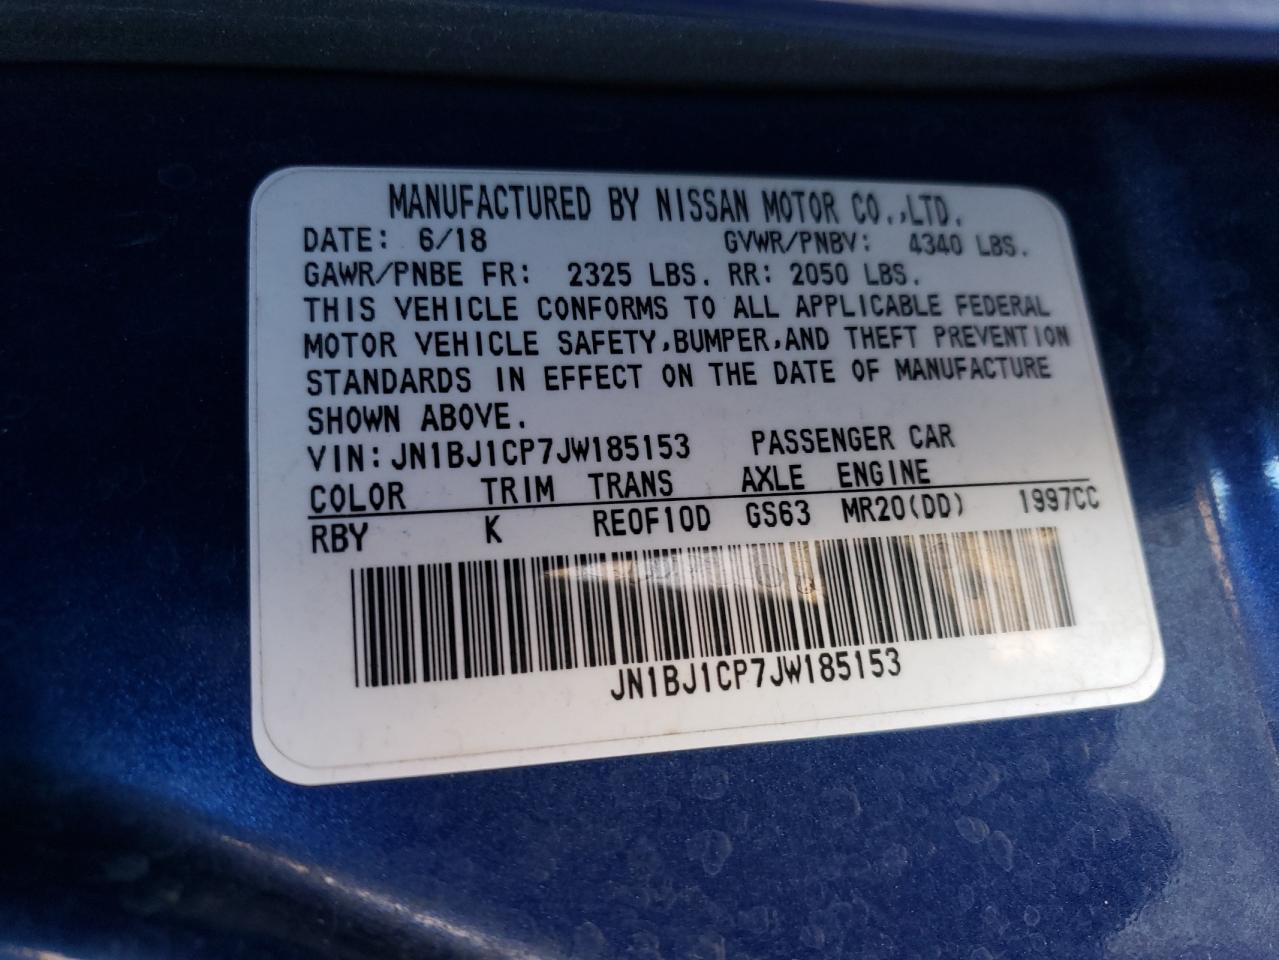 MANUFACTURED BY NISSAN MOTOR CO.,LTD.
DATE: 6/18 GVWR/PNBV: 4340 LBS.
GAWR/PNBE FR: 2325 LBS. RR: 2050 LBS.
THIS VEHICLE CONFORMS TO ALL APPLICABLE FEDERAL
MOTOR VEHICLE SAFETY,BUMPER,AND THEFT PREVENTION
STANDARDS IN EFFECT ON THE DATE OF MANUFACTURE
SHOWN ABOVE.
VIN: JN1BJ1CP7JW185153 PASSENGER CAR
COLOR TRIM TRANS AXLE ENGINE
RBY K RE0F10D GS63 MR20(DD) 1997CC
JN1BJ1CP7JW185153